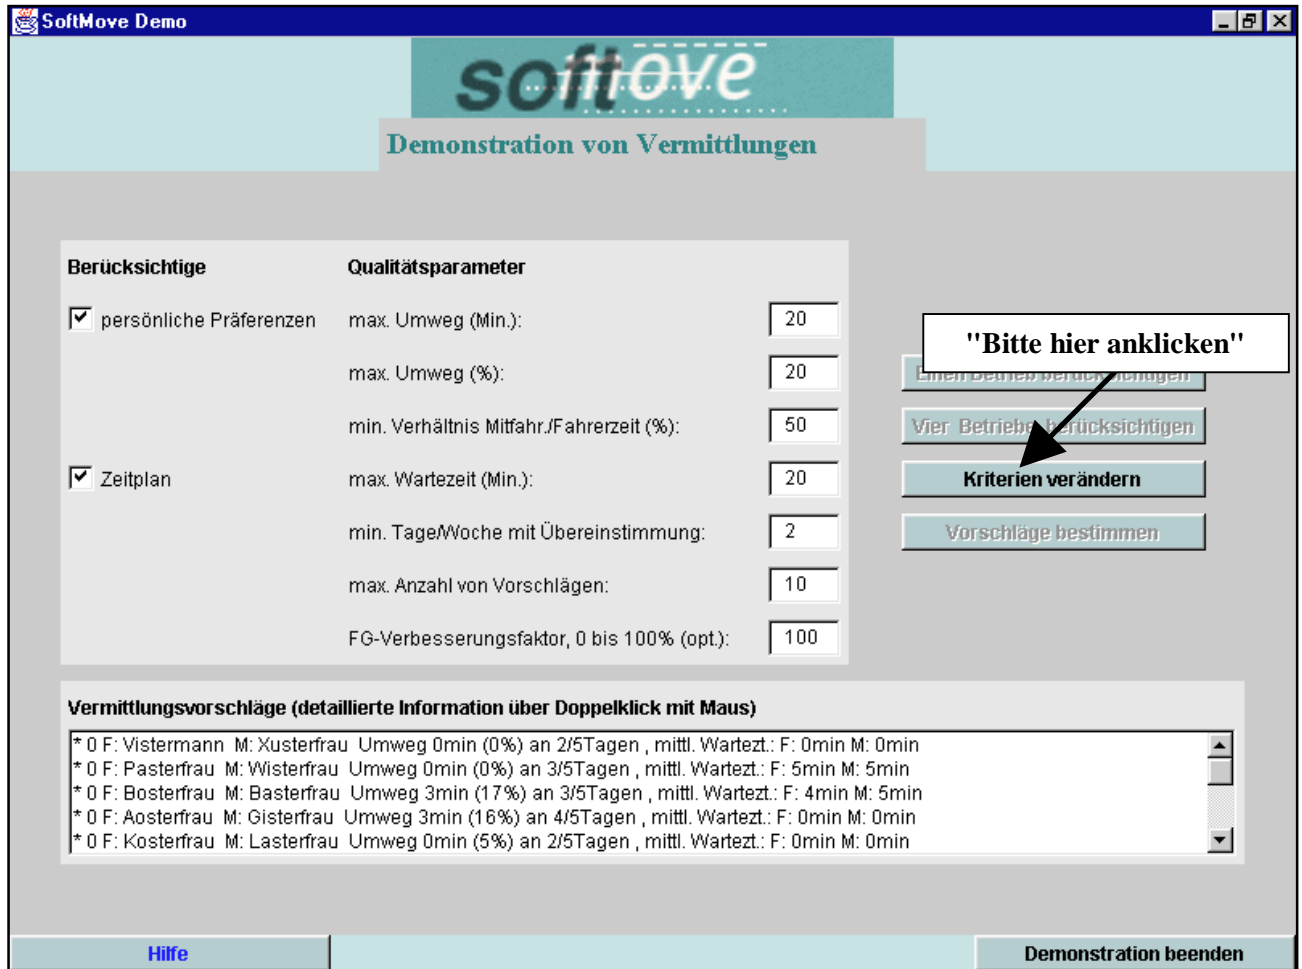 SoftMove Demo
softmove
Demonstration von Vermittlungen
Berücksichtige
Qualitätsparameter
persönliche Präferenzen
max. Umweg (Min.):
20
max. Umweg (%):
20
min. Verhältnis Mitfahr./Fahrerzeit (%):
50
Zeitplan
max. Wartezeit (Min.):
20
min. Tage/Woche mit Übereinstimmung:
2
max. Anzahl von Vorschlägen:
10
FG-Verbesserungsfaktor, 0 bis 100% (opt.):
100
"Bitte hier anklicken"
Einen Betrieb berücksichtigen
Vier Betriebe berücksichtigen
Kriterien verändern
Vorschläge bestimmen
Vermittlungsvorschläge (detaillierte Information über Doppelklick mit Maus)
* 0 F: Vistermann M: Xusterfrau Umweg 0min (0%) an 2/5Tagen , mittl. Wartezt.: F: 0min M: 0min
* 0 F: Pasterfrau M: Wisterfrau Umweg 0min (0%) an 3/5Tagen , mittl. Wartezt.: F: 5min M: 5min
* 0 F: Bosterfrau M: Basterfrau Umweg 3min (17%) an 3/5Tagen , mittl. Wartezt.: F: 4min M: 5min
* 0 F: Aosterfrau M: Gisterfrau Umweg 3min (16%) an 4/5Tagen , mittl. Wartezt.: F: 0min M: 0min
* 0 F: Kosterfrau M: Lasterfrau Umweg 0min (5%) an 2/5Tagen , mittl. Wartezt.: F: 0min M: 0min
Hilfe
Demonstration beenden